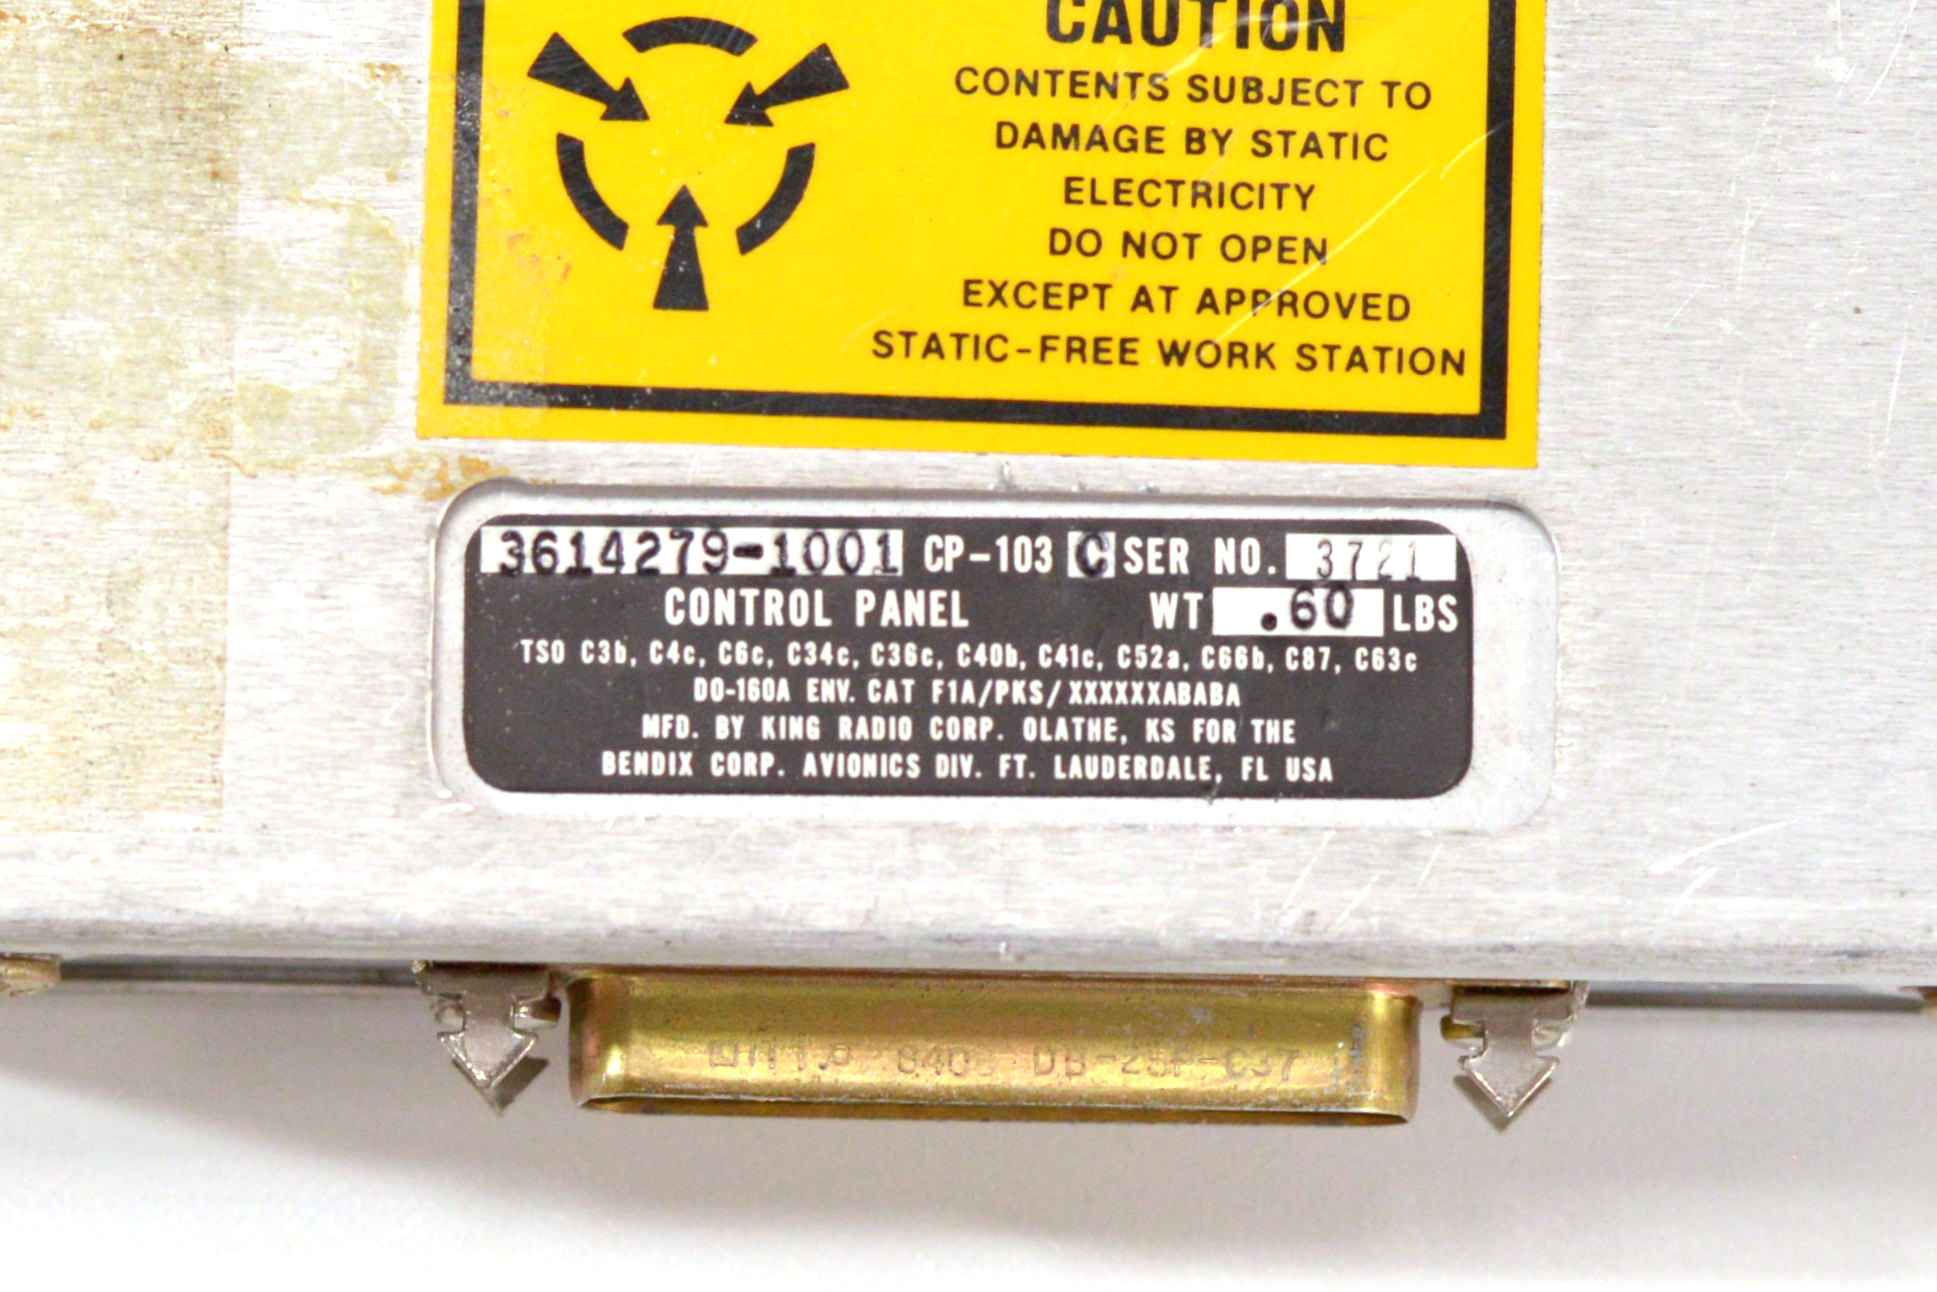 CAUTION
CONTENTS SUBJECT TO
DAMAGE BY STATIC
ELECTRICITY
DO NOT OPEN
EXCEPT AT APPROVED
STATIC-FREE WORK STATION
3614279-1001 CP-103 C SER NO. 3721
CONTROL PANEL WT .60 LBS
TSO C3b, C4c, C6c, C34c, C36c, C40b, C41c, C52a, C66b, C87, C63c
DO-160A ENV. CAT F1A/PKS/XXXXXXABABA
MFD. BY KING RADIO CORP. OLATHE, KS FOR THE
BENDIX CORP. AVIONICS DIV. FT. LAUDERDALE, FL USA
DB-25P-C37